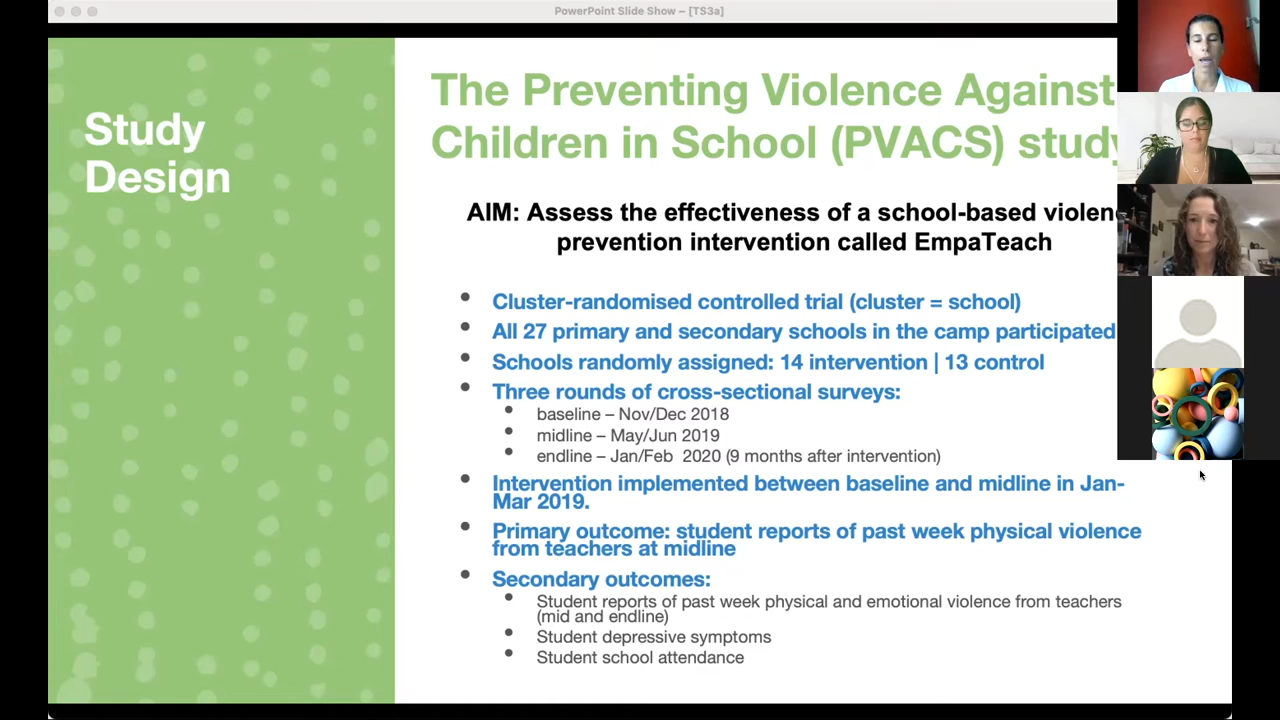 PowerPoint Slide Show – [TS3a]
Study
Design
The Preventing Violence Against
Children in School (PVACS) study
AIM: Assess the effectiveness of a school-based violen
prevention intervention called EmpaTeach
Cluster-randomised controlled trial (cluster = school)
All 27 primary and secondary schools in the camp participated
Schools randomly assigned: 14 intervention | 13 control
Three rounds of cross-sectional surveys:
baseline – Nov/Dec 2018
midline – May/Jun 2019
endline – Jan/Feb 2020 (9 months after intervention)
Intervention implemented between baseline and midline in Jan-
Mar 2019.
Primary outcome: student reports of past week physical violence
from teachers at midline
Secondary outcomes:
Student reports of past week physical and emotional violence from teachers
(mid and endline)
Student depressive symptoms
Student school attendance